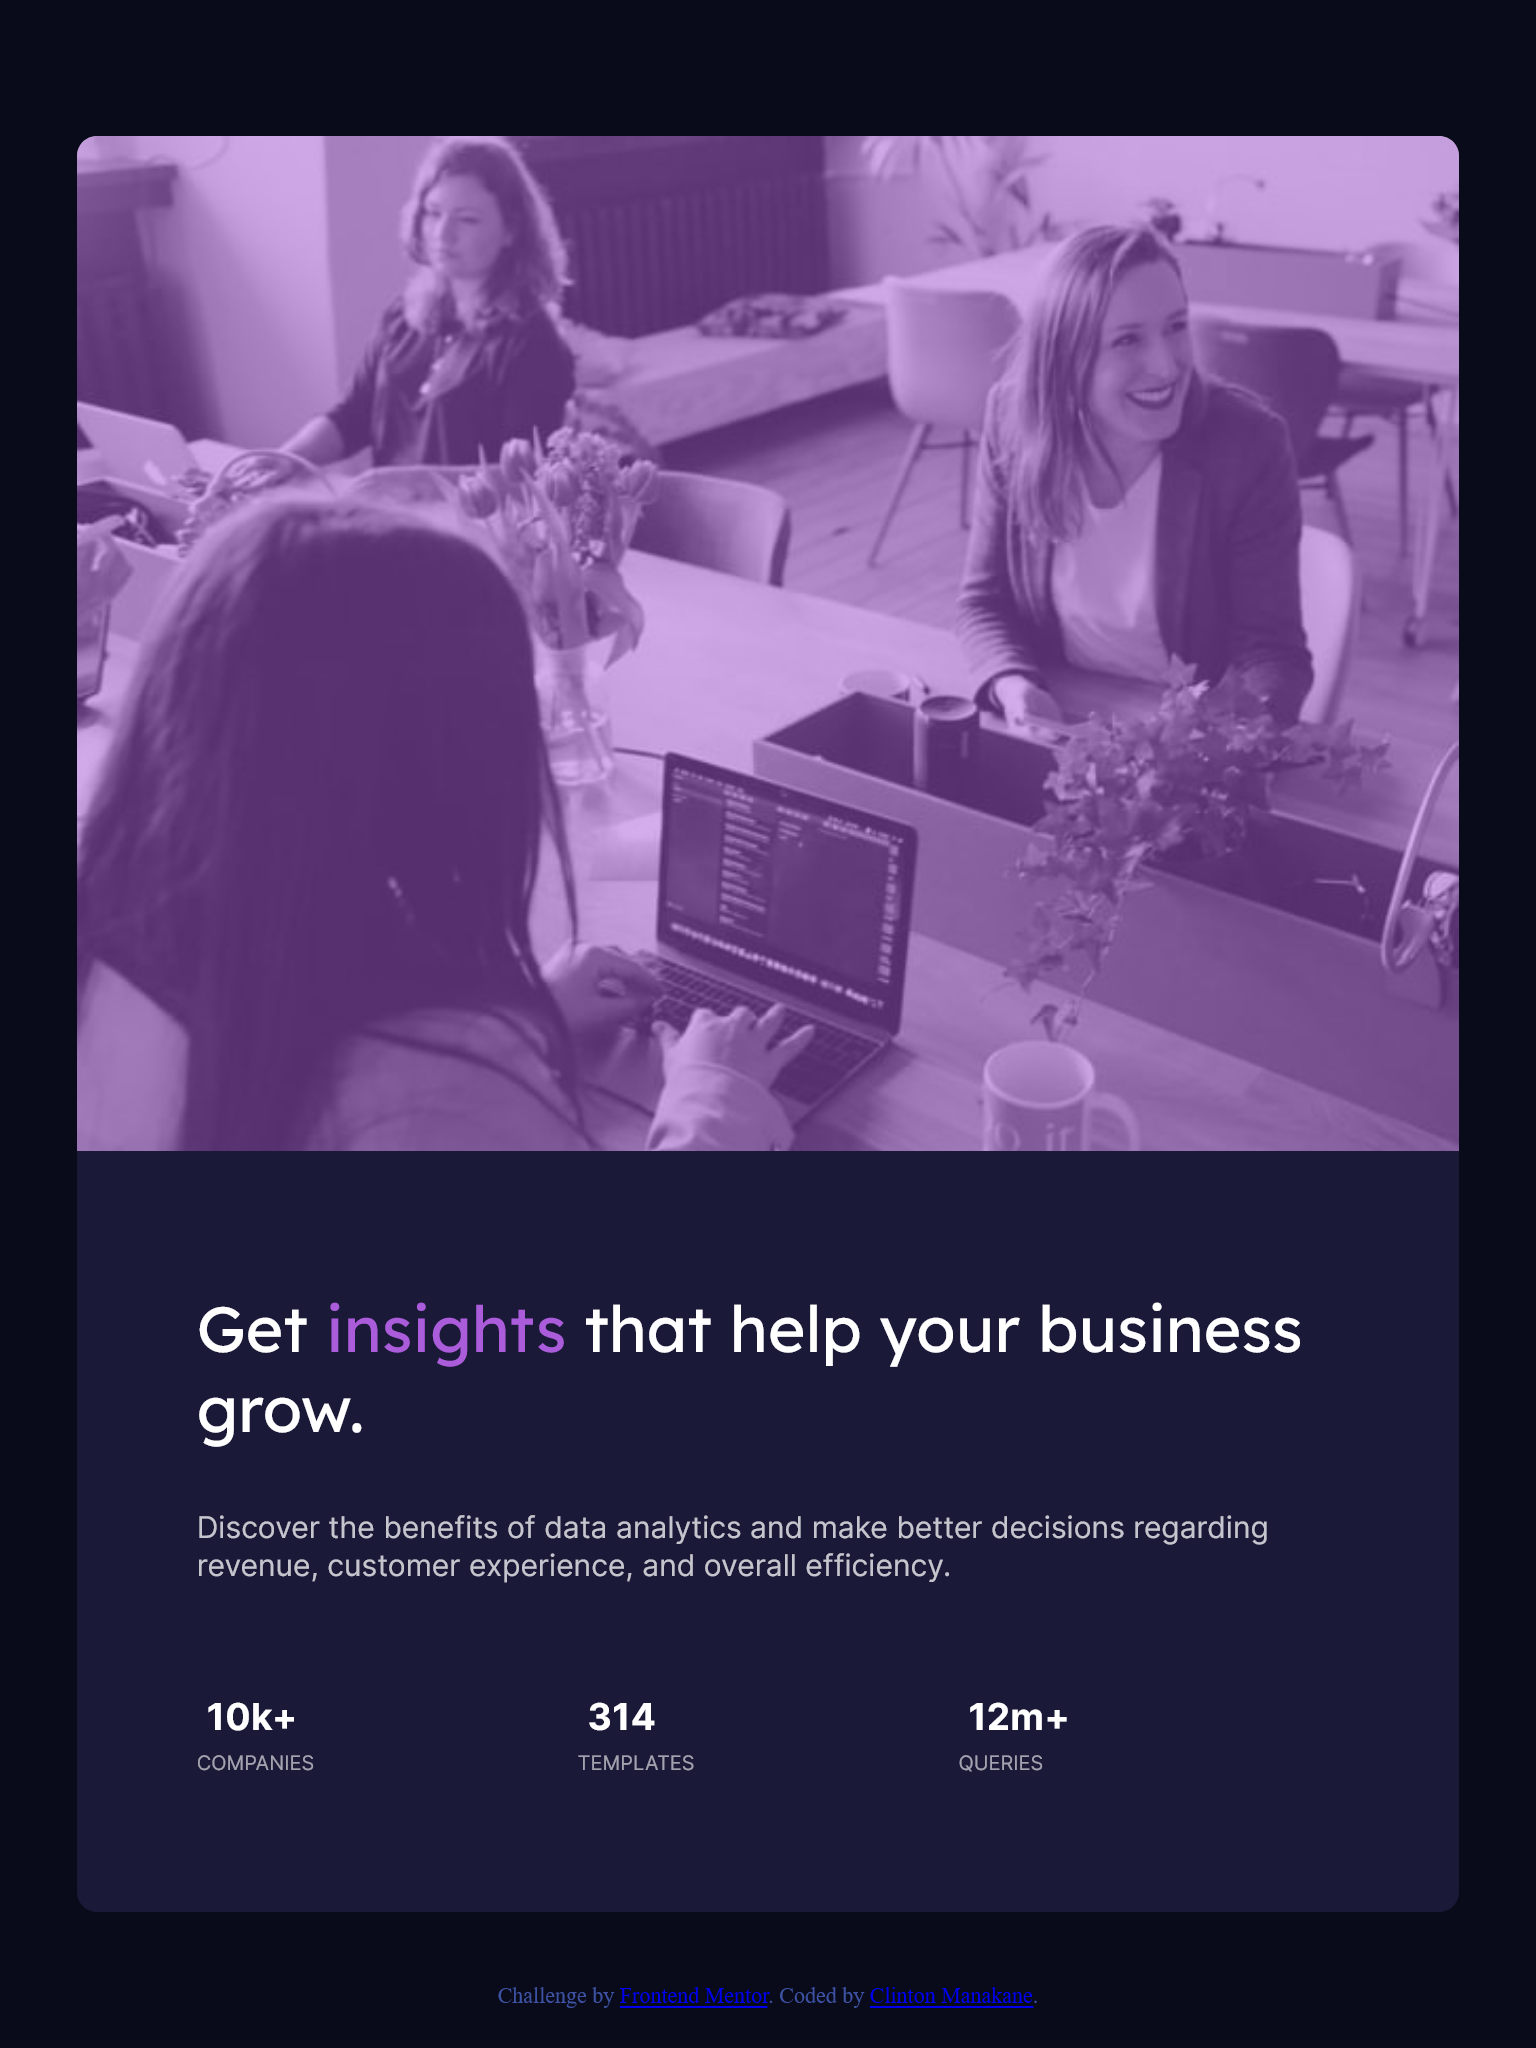 Get insights that help your business
grow.
Discover the benefits of data analytics and make better decisions regarding
revenue, customer experience, and overall efficiency.
10k+ 314 12m+
COMPANIES TEMPLATES QUERIES
Challenge by Frontend Mentor. Coded by Clinton Manakane.